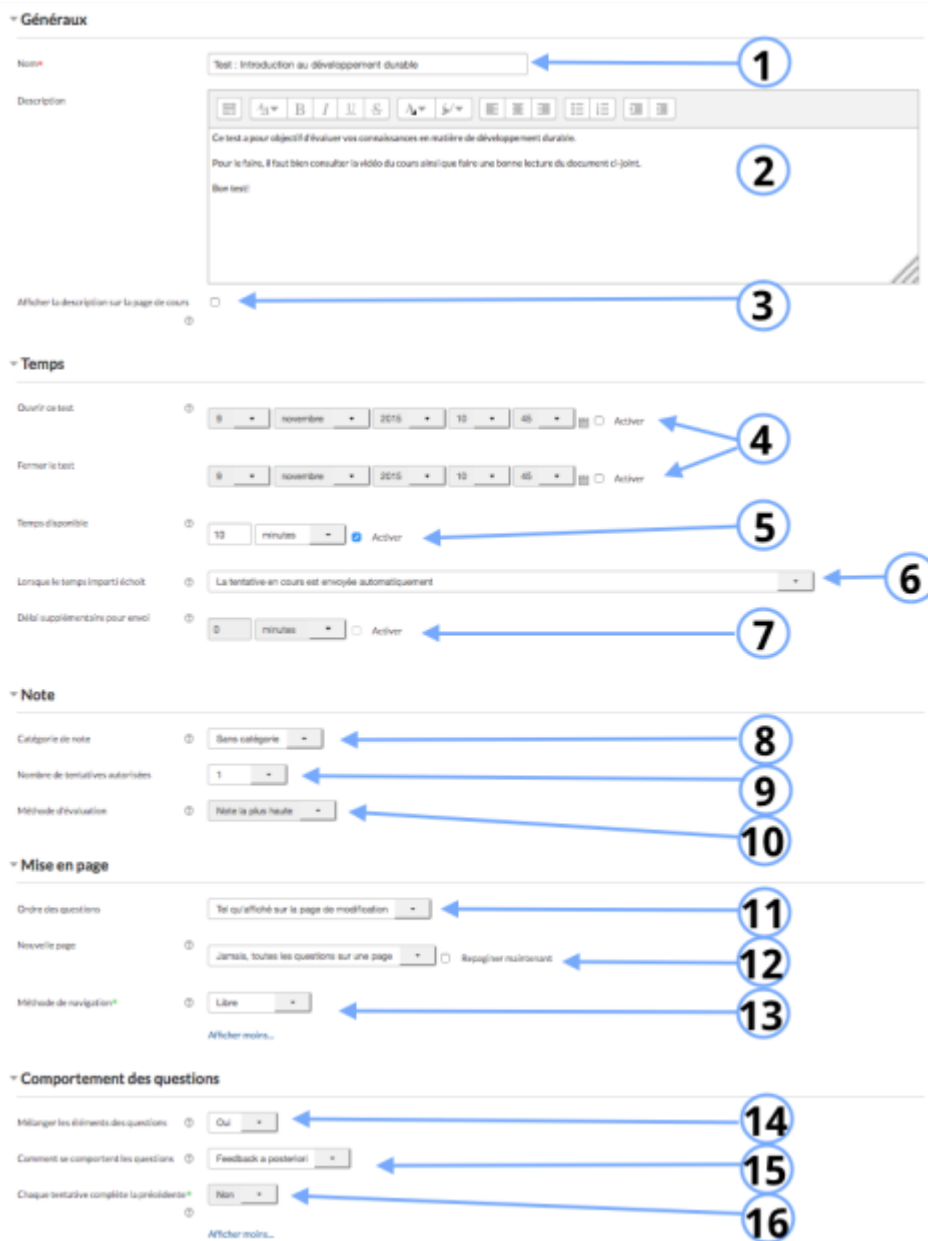 Généraux
Nom*
Test : Introduction au développement durable
1
Description
B I U S
Ce test a pour objectif d'évaluer vos connaissances en matière de développement durable.
Pour le faire, il faut bien consulter la vidéo du cours ainsi que faire une bonne lecture du document ci-joint.
2
Bon test!
Afficher la description sur la page de cours
3
Temps
Ouvrir ce test 9 novembre 2015 10 45 Activer
4
Fermer le test 9 novembre 2015 10 45 Activer
Temps disponible 10 minutes Activer 5
Lorsque le temps imparti échoit La tentative en cours est envoyée automatiquement 6
Délai supplémentaire pour envoi 0 minutes Activer 7
Note
Catégorie de note Sans catégorie 8
Nombre de tentatives autorisées 1 9
Méthode d'évaluation Note la plus haute 10
Mise en page
Ordre des questions Tel qu'affiché sur la page de modification 11
Nouvelle page Jamais, toutes les questions sur une page Repaginer maintenant 12
Méthode de navigation* Libre 13
Afficher moins...
Comportement des questions
Mélanger les éléments des questions Oui 14
Comment se comportent les questions Feedback a posteriori 15
Chaque tentative complète la précédente* Non 16
Afficher moins...